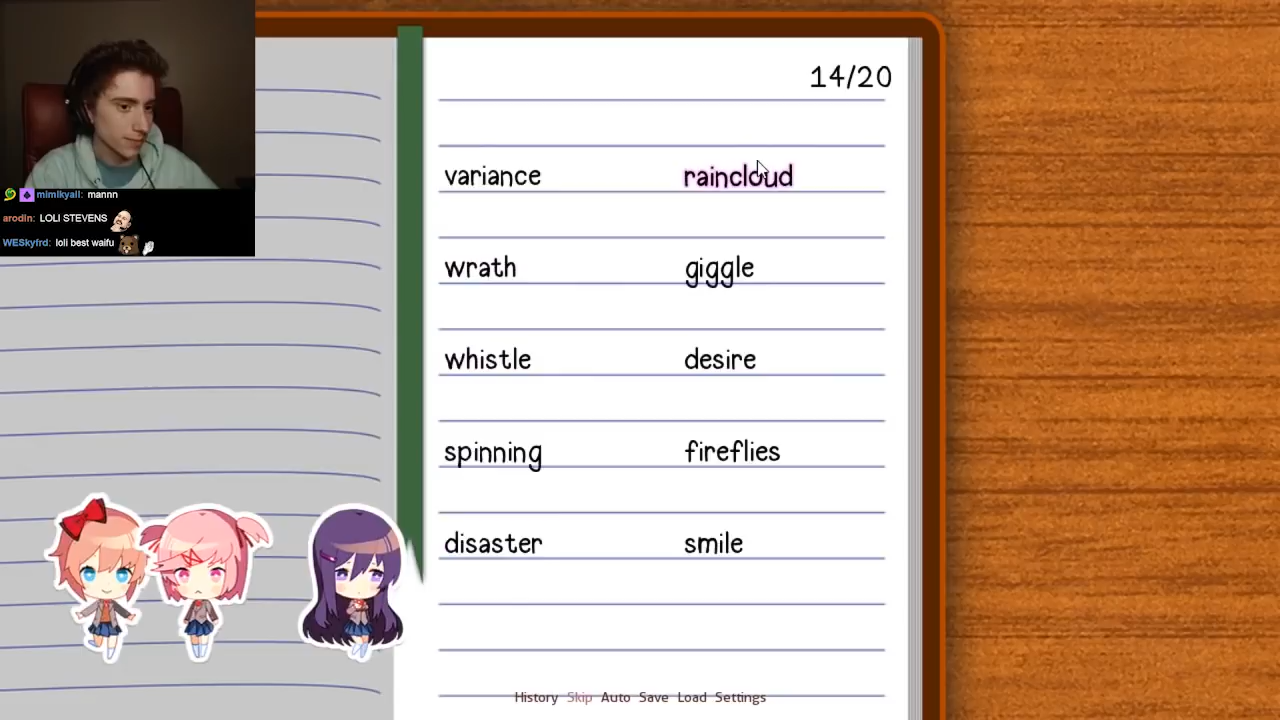 14/20
mimikyall: mannn
arodin: LOLI STEVENS
WESkyfrd: loli best waifu
variance raincloud
wrath giggle
whistle desire
spinning fireflies
disaster smile
History Skip Auto Save Load Settings